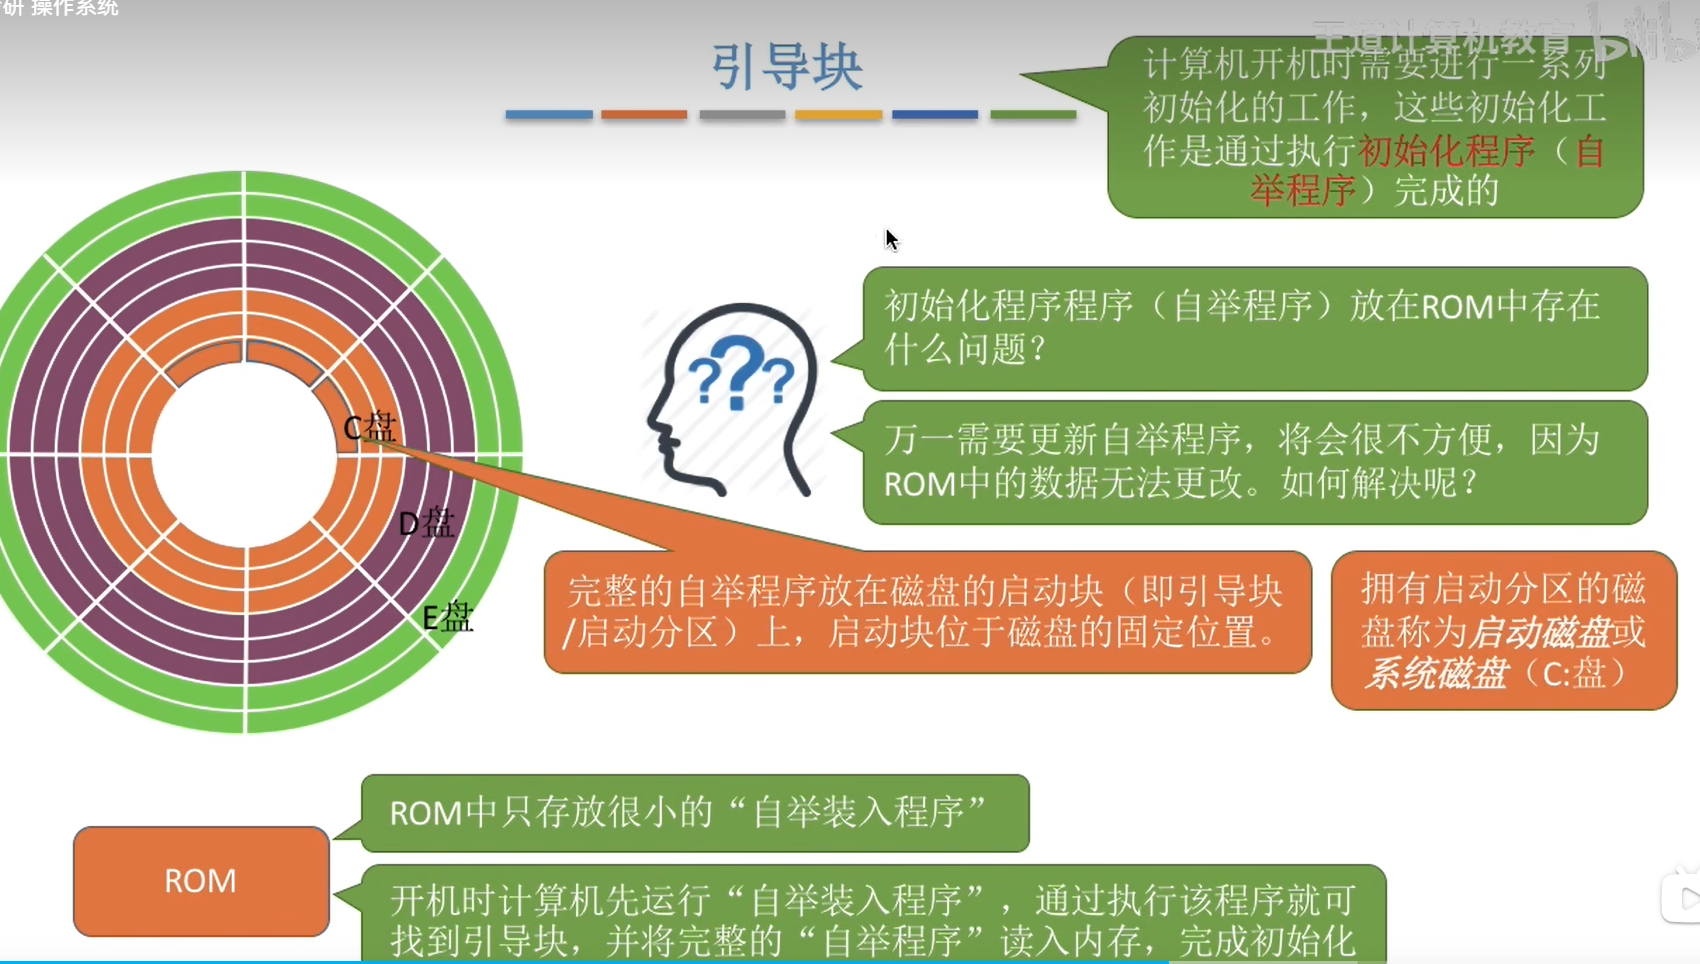 研 操作系统
王道计算机教育
引导块
计算机开机时需要进行一系列
初始化的工作，这些初始化工
作是通过执行初始化程序（自
举程序）完成的
初始化程序程序（自举程序）放在ROM中存在
什么问题？
???
万一需要更新自举程序，将会很不方便，因为
ROM中的数据无法更改。如何解决呢？
C盘
D盘
E盘
完整的自举程序放在磁盘的启动块（即引导块
/启动分区）上，启动块位于磁盘的固定位置。
拥有启动分区的磁
盘称为启动磁盘或
系统磁盘（C:盘）
ROM中只存放很小的“自举装入程序”
ROM
开机时计算机先运行“自举装入程序”，通过执行该程序就可
找到引导块，并将完整的“自举程序”读入内存，完成初始化